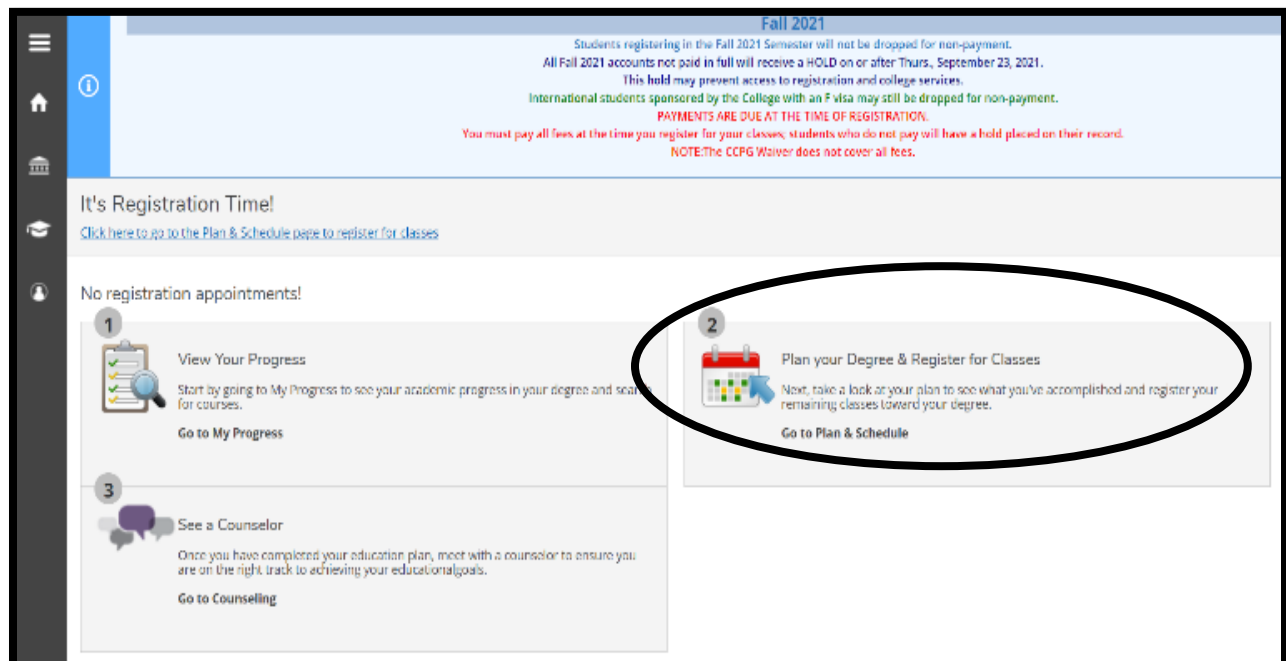 Fall 2021
Students registering in the Fall 2021 Semester will not be dropped for non-payment.
All Fall 2021 accounts not paid in full will receive a HOLD on or after Thurs., September 23, 2021.
This hold may prevent access to registration and college services.
International students sponsored by the College with an F visa may still be dropped for non-payment.
PAYMENTS ARE DUE AT THE TIME OF REGISTRATION.
You must pay all fees at the time you register for your classes; students who do not pay will have a hold placed on their record.
NOTE:The CCPG Waiver does not cover all fees.
It's Registration Time!
Click here to go to the Plan & Schedule page to register for classes
No registration appointments!
1
View Your Progress
Start by going to My Progress to see your academic progress in your degree and search
for courses.
Go to My Progress
2
Plan your Degree & Register for Classes
Next, take a look at your plan to see what you've accomplished and register your
remaining classes toward your degree.
Go to Plan & Schedule
3
See a Counselor
Once you have completed your education plan, meet with a counselor to ensure you
are on the right track to achieving your educationalgoals.
Go to Counseling